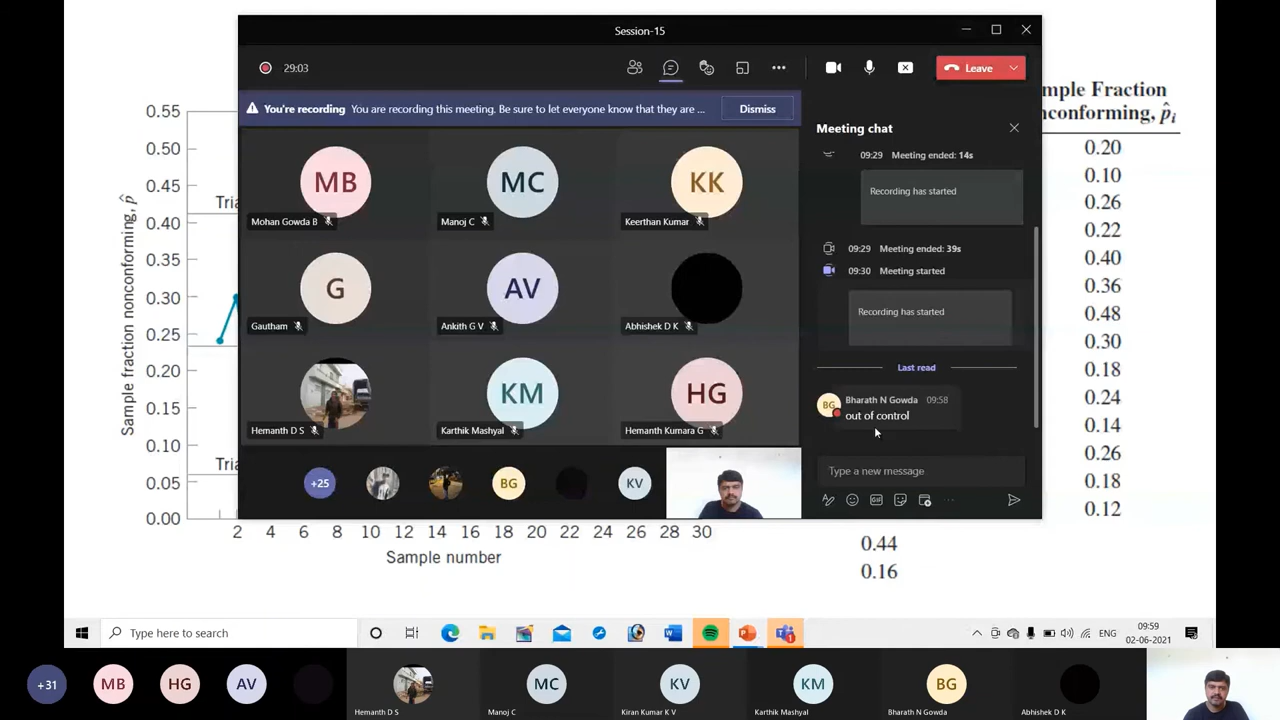 Session-15
29:03
Leave
You're recording You are recording this meeting. Be sure to let everyone know that they are ...
Dismiss
MB
Mohan Gowda B
MC
Manoj C
KK
Keerthan Kumar
G
Gautham
AV
Ankith G V
Abhishek D K
Hemanth D S
KM
Karthik Mashyal
HG
Hemanth Kumara G
+25
BG
KV
Meeting chat
09:29 Meeting ended: 14s
Recording has started
09:29 Meeting ended: 39s
09:30 Meeting started
Recording has started
Last read
BG
Bharath N Gowda 09:58
out of control
Type a new message
mple Fraction
nconforming, p̂i
0.20
0.10
0.26
0.22
0.40
0.36
0.48
0.30
0.18
0.24
0.14
0.26
0.18
0.12
0.44
0.16
Sample fraction nonconforming, p̂
0.55
0.50
0.45
0.40
0.35
0.30
0.25
0.20
0.15
0.10
0.05
0.00
Tria
Tria
2 4 6 8 10 12 14 16 18 20 22 24 26 28 30
Sample number
Type here to search
ENG
09:59
02-06-2021
+31
MB
HG
AV
Hemanth D S
MC
Manoj C
KV
Kiran Kumar K V
KM
Karthik Mashyal
BG
Bharath N Gowda
Abhishek D K